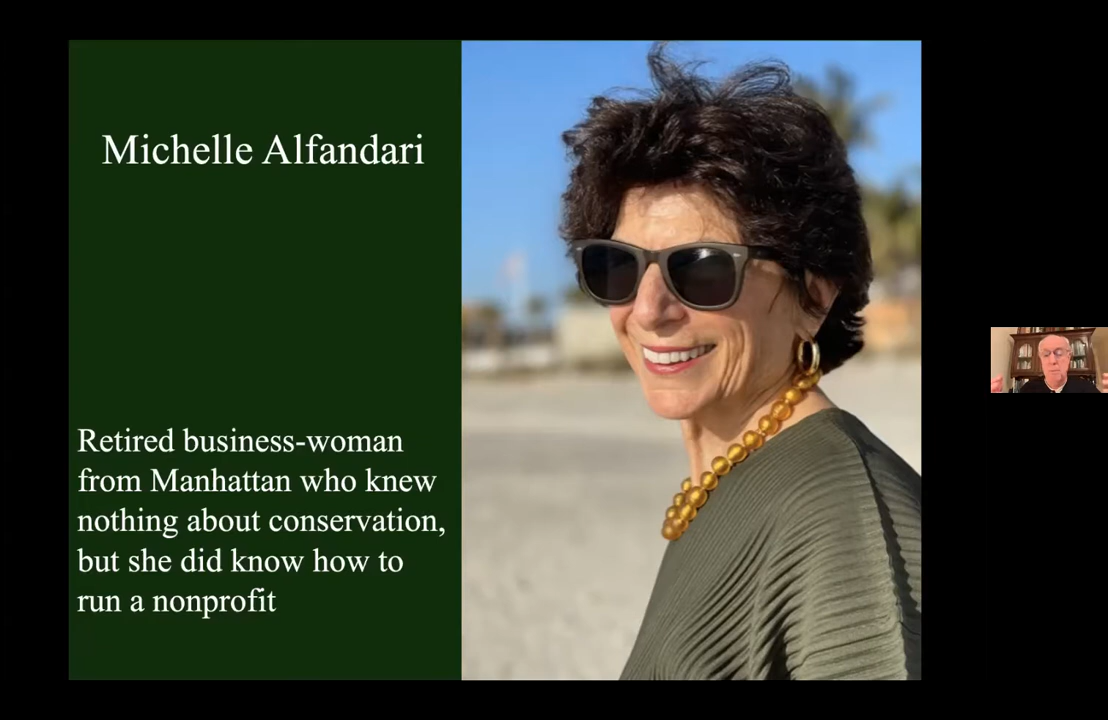 Michelle Alfandari
Retired business-woman
from Manhattan who knew
nothing about conservation,
but she did know how to
run a nonprofit